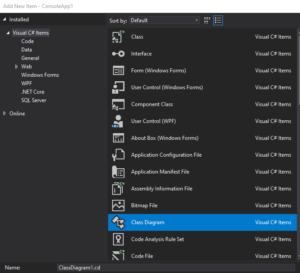 Add New Item - ConsoleApp1
Installed
Sort by: Default
Visual C# Items
Code
Data
General
Web
Windows Forms
WPF
.NET Core
SQL Server
Online
Class Visual C# Items
Interface Visual C# Items
Form (Windows Forms) Visual C# Items
User Control (Windows Forms) Visual C# Items
Component Class Visual C# Items
User Control (WPF) Visual C# Items
About Box (Windows Forms) Visual C# Items
Application Configuration File Visual C# Items
Application Manifest File Visual C# Items
Assembly Information File Visual C# Items
Bitmap File Visual C# Items
Class Diagram Visual C# Items
Code Analysis Rule Set Visual C# Items
Code File Visual C# Items
Name: ClassDiagram1.cd